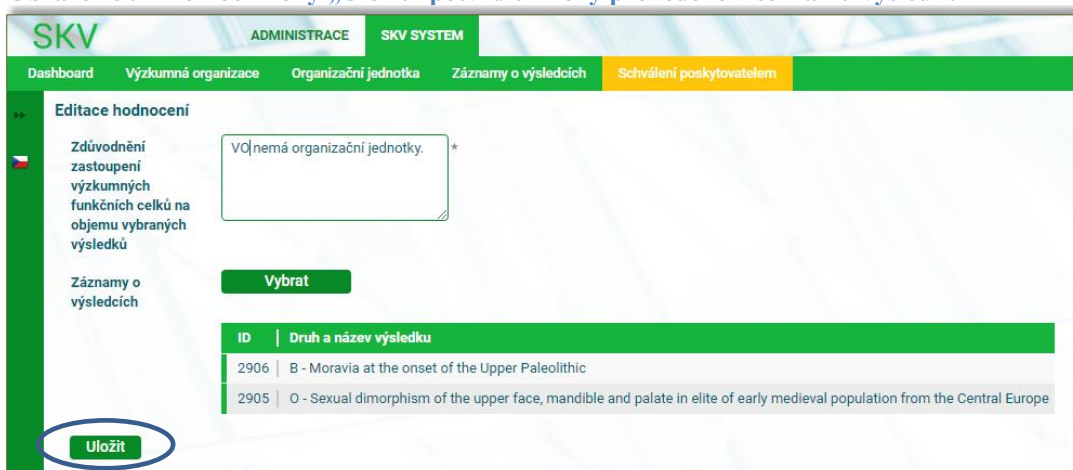 SKV
ADMINISTRACE SKV SYSTEM
Dashboard Výzkumná organizace Organizační jednotka Záznamy o výsledcích Schválení poskytovatelem
Editace hodnocení
Zdůvodnění
zastoupení
výzkumných
funkčních celků na
objemu vybraných
výsledků
VO nemá organizační jednotky. *
Záznamy o
výsledcích
Vybrat
ID Druh a název výsledku
2906 B - Moravia at the onset of the Upper Paleolithic
2905 O - Sexual dimorphism of the upper face, mandible and palate in elite of early medieval population from the Central Europe
Uložit